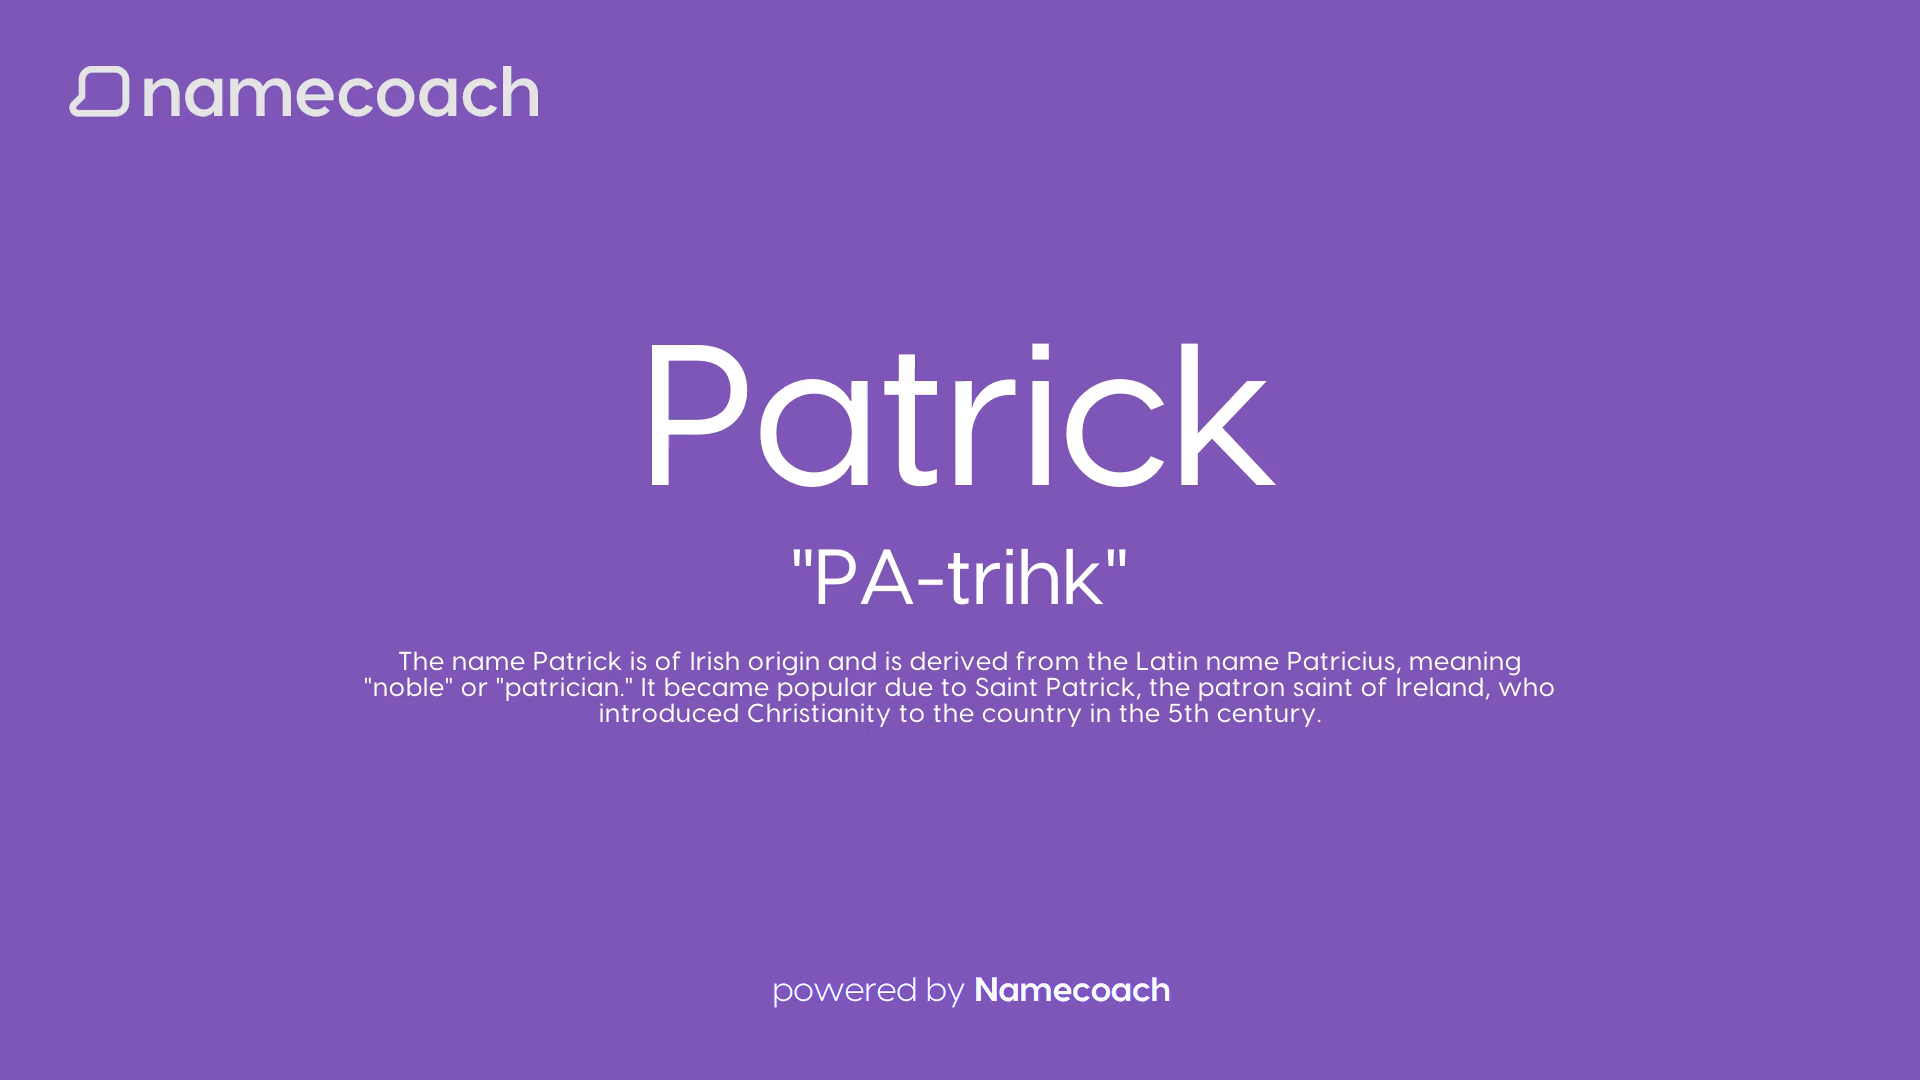 namecoach
Patrick
"PA-trihk"
The name Patrick is of Irish origin and is derived from the Latin name Patricius, meaning
"noble" or "patrician." It became popular due to Saint Patrick, the patron saint of Ireland, who
introduced Christianity to the country in the 5th century.
powered by Namecoach